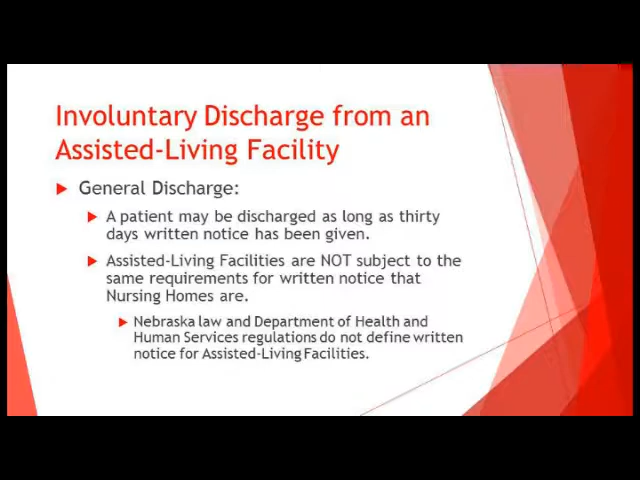 Involuntary Discharge from an
Assisted-Living Facility
General Discharge:
A patient may be discharged as long as thirty
days written notice has been given.
Assisted-Living Facilities are NOT subject to the
same requirements for written notice that
Nursing Homes are.
Nebraska law and Department of Health and
Human Services regulations do not define written
notice for Assisted-Living Facilities.